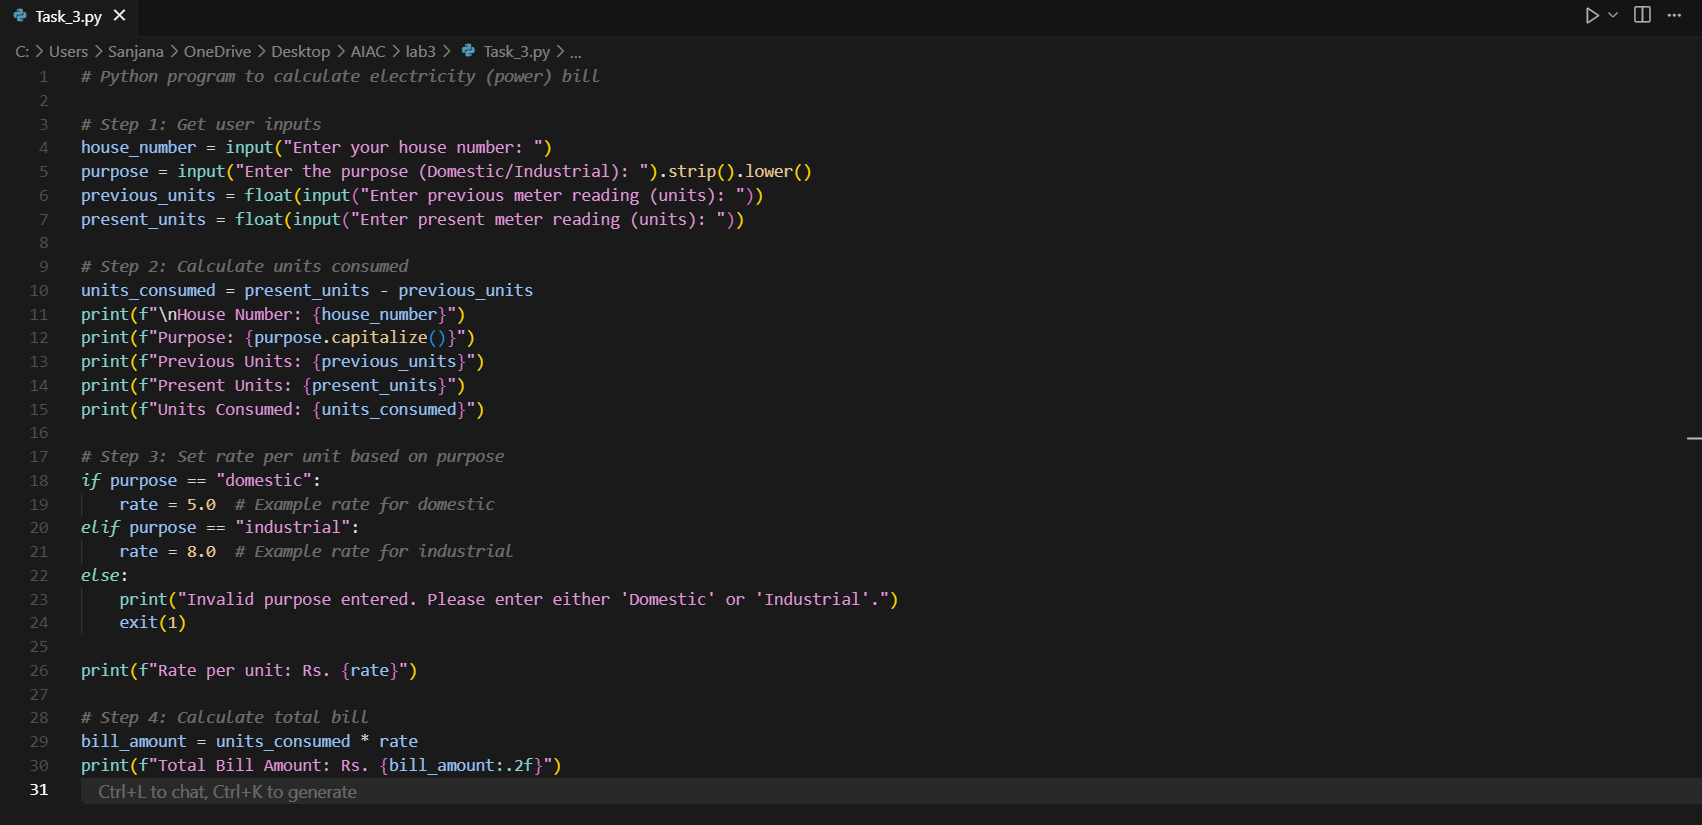 Task_3.py
C: > Users > Sanjana > OneDrive > Desktop > AIAC > lab3 > Task_3.py > ...
1 # Python program to calculate electricity (power) bill
2
3 # Step 1: Get user inputs
4 house_number = input("Enter your house number: ")
5 purpose = input("Enter the purpose (Domestic/Industrial): ").strip().lower()
6 previous_units = float(input("Enter previous meter reading (units): "))
7 present_units = float(input("Enter present meter reading (units): "))
8
9 # Step 2: Calculate units consumed
10 units_consumed = present_units - previous_units
11 print(f"\nHouse Number: {house_number}")
12 print(f"Purpose: {purpose.capitalize()}")
13 print(f"Previous Units: {previous_units}")
14 print(f"Present Units: {present_units}")
15 print(f"Units Consumed: {units_consumed}")
16
17 # Step 3: Set rate per unit based on purpose
18 if purpose == "domestic":
19     rate = 5.0  # Example rate for domestic
20 elif purpose == "industrial":
21     rate = 8.0  # Example rate for industrial
22 else:
23     print("Invalid purpose entered. Please enter either 'Domestic' or 'Industrial'.")
24     exit(1)
25
26 print(f"Rate per unit: Rs. {rate}")
27
28 # Step 4: Calculate total bill
29 bill_amount = units_consumed * rate
30 print(f"Total Bill Amount: Rs. {bill_amount:.2f}")
31 Ctrl+L to chat, Ctrl+K to generate